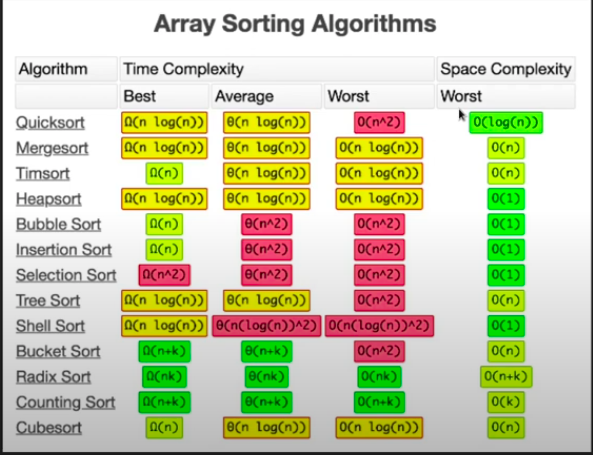 Array Sorting Algorithms
Algorithm Time Complexity Space Complexity
Best Average Worst Worst
Quicksort Ω(n log(n)) Θ(n log(n)) O(n^2) O(log(n))
Mergesort Ω(n log(n)) Θ(n log(n)) O(n log(n)) O(n)
Timsort Ω(n) Θ(n log(n)) O(n log(n)) O(n)
Heapsort Ω(n log(n)) Θ(n log(n)) O(n log(n)) O(1)
Bubble Sort Ω(n) Θ(n^2) O(n^2) O(1)
Insertion Sort Ω(n) Θ(n^2) O(n^2) O(1)
Selection Sort Ω(n^2) Θ(n^2) O(n^2) O(1)
Tree Sort Ω(n log(n)) Θ(n log(n)) O(n^2) O(n)
Shell Sort Ω(n log(n)) Θ(n(log(n))^2) O(n(log(n))^2) O(1)
Bucket Sort Ω(n+k) Θ(n+k) O(n^2) O(n)
Radix Sort Ω(nk) Θ(nk) O(nk) O(n+k)
Counting Sort Ω(n+k) Θ(n+k) O(n+k) O(k)
Cubesort Ω(n) Θ(n log(n)) O(n log(n)) O(n)